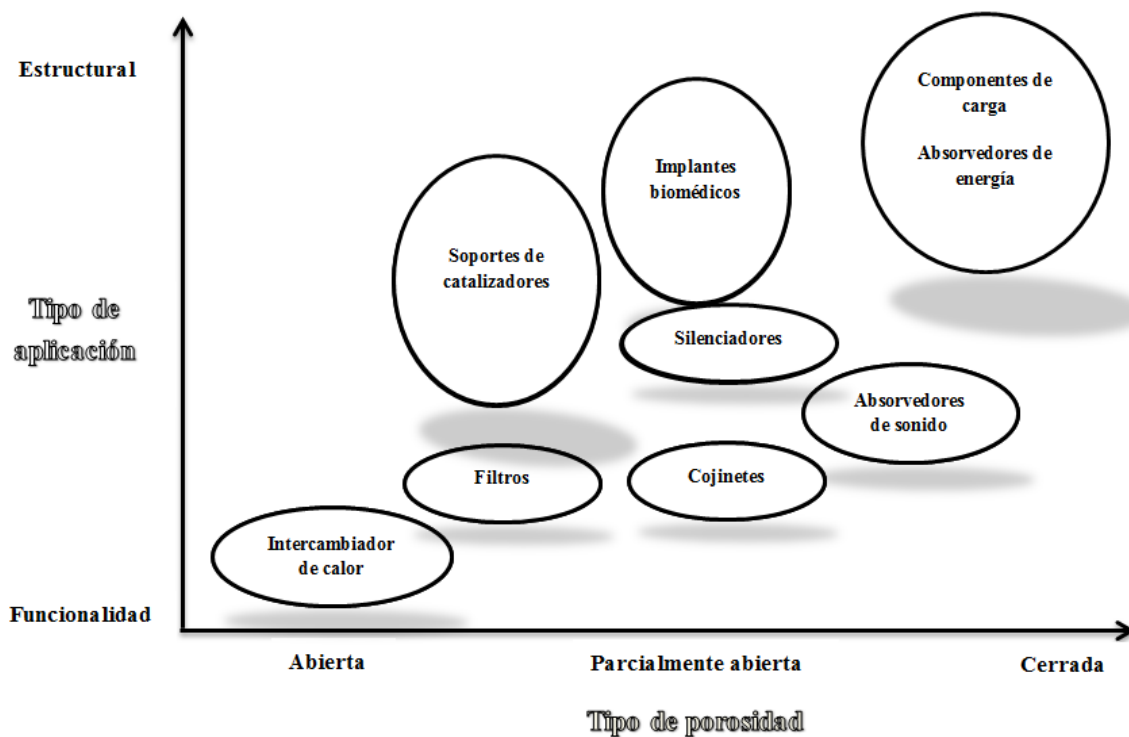 Estructural
Componentes de
carga
Absorvedores de
energía
Implantes
biomédicos
Soportes de
catalizadores
Tipo de
aplicación
Silenciadores
Absorvedores
de sonido
Filtros
Cojinetes
Intercambiador
de calor
Funcionalidad
Abierta
Parcialmente abierta
Cerrada
Tipo de porosidad